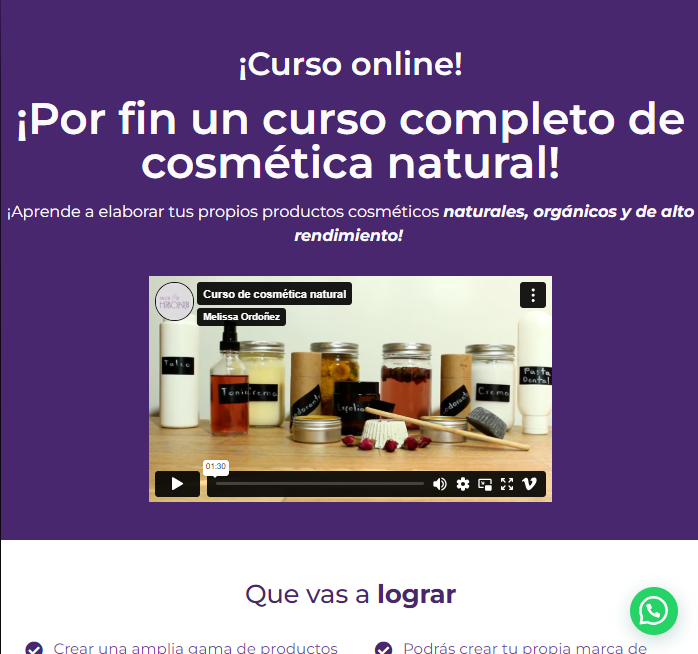 ¡Curso online!
¡Por fin un curso completo de
cosmética natural!
¡Aprende a elaborar tus propios productos cosméticos naturales, orgánicos y de alto
rendimiento!
Curso de cosmética natural
Melissa Ordoñez
Talco
Tonic
Crema
Crema
Pasta
Dental
01:30
Que vas a lograr
Crear una amplia gama de productos
Podrás crear tu propia marca de